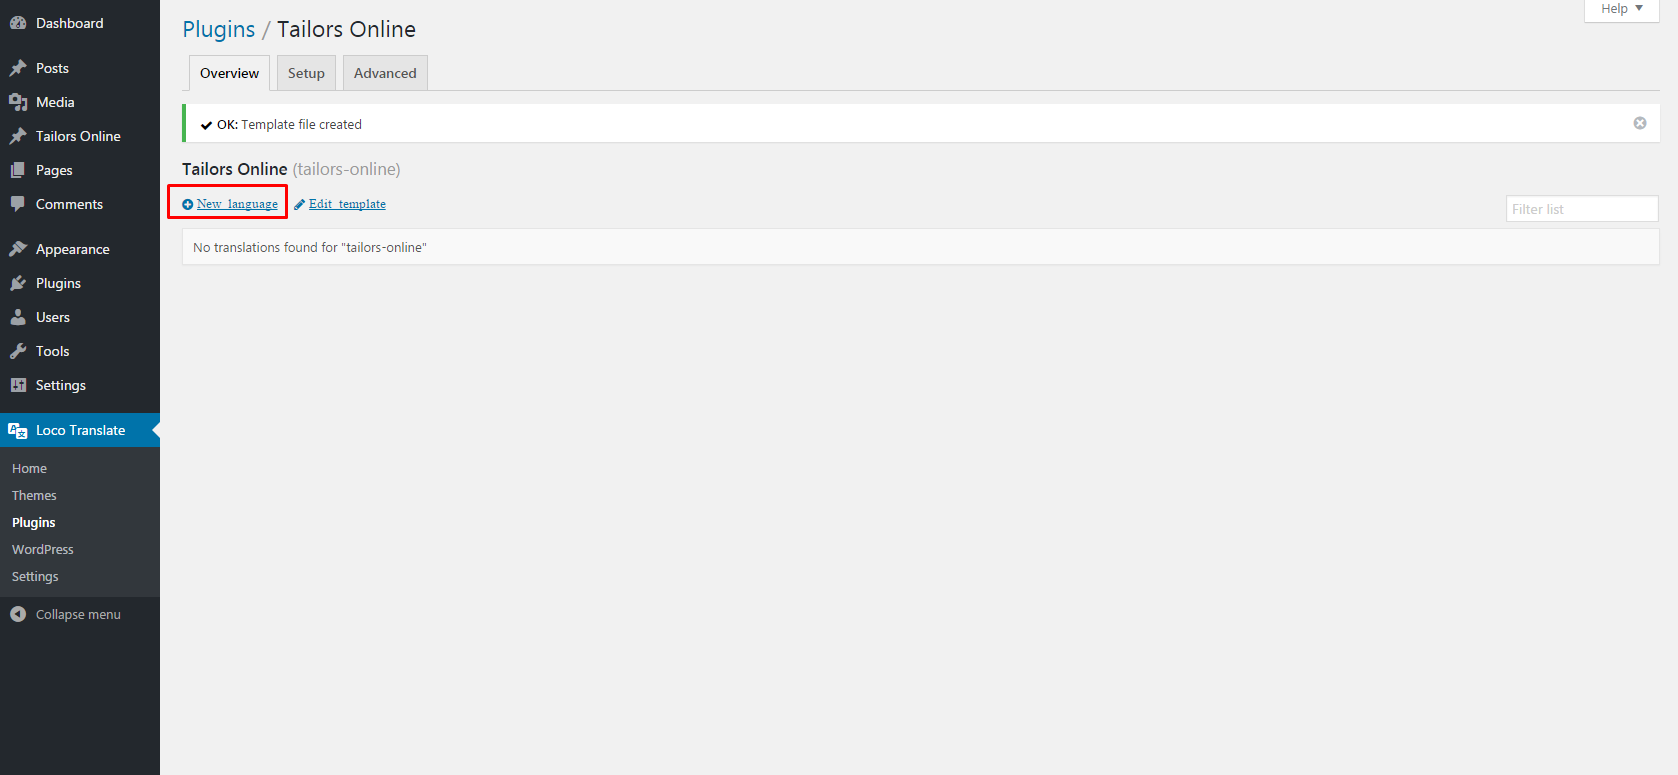 Dashboard
Posts
Media
Tailors Online
Pages
Comments
Appearance
Plugins
Users
Tools
Settings
Loco Translate
Home
Themes
Plugins
WordPress
Settings
Collapse menu
Help
Plugins / Tailors Online
Overview Setup Advanced
OK: Template file created
Tailors Online (tailors-online)
New language Edit template
Filter list
No translations found for "tailors-online"